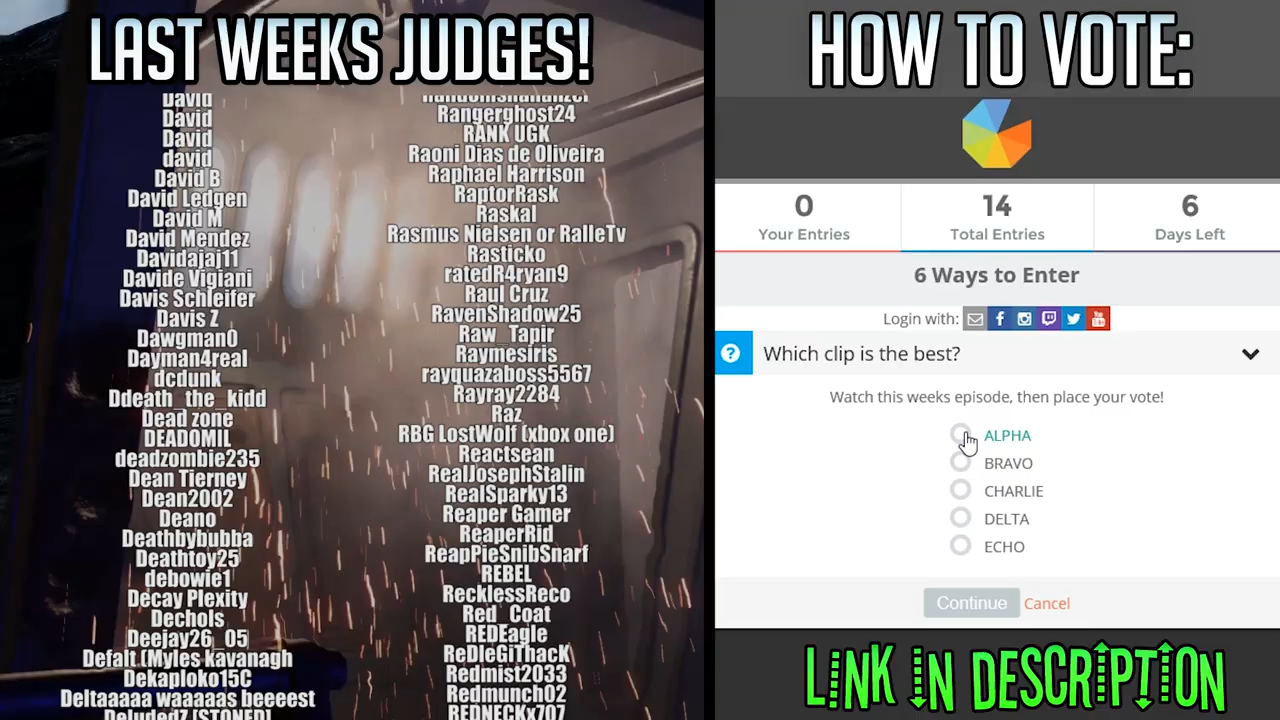 LAST WEEKS JUDGES!
David
David
David
david
David B
David Ledgen
David M
David Mendez
Davidajaj11
Davide Vigiani
Davis Schleifer
Davis Z
Dawgman0
Dayman4real
dcdunk
Ddeath_the_kidd
Dead zone
DEADOMIL
deadzombie235
Dean Tierney
Dean2002
Deano
Deathbybubba
Deathtoy25
debowie1
Decay Plexity
Dechols
Deejay26_05
Defalt (Myles kavanagh
Dekaploko15C
Deltaaaaa waaaaas beeeest
DeludedZ [STONED]
Rangerghost24
RANK UGK
Raoni Dias de Oliveira
Raphael Harrison
RaptorRask
Raskal
Rasmus Nielsen or RalleTv
Rasticko
ratedR4ryan9
Raul Cruz
RavenShadow25
Raw_Tapir
Raymesiris
rayquazaboss5567
Rayray2284
Raz
RBG LostWolf (xbox one)
Reactsean
RealJosephStalin
RealSparky13
Reaper Gamer
ReaperRid
ReapPieSnibSnarf
REBEL
RecklessReco
Red_Coat
REDEagle
ReDleGiThacK
Redmist2033
Redmunch02
REDNECKx707
HOW TO VOTE:
0
Your Entries
14
Total Entries
6
Days Left
6 Ways to Enter
Login with:
Which clip is the best?
Watch this weeks episode, then place your vote!
ALPHA
BRAVO
CHARLIE
DELTA
ECHO
Continue Cancel
LINK IN DESCRIPTION